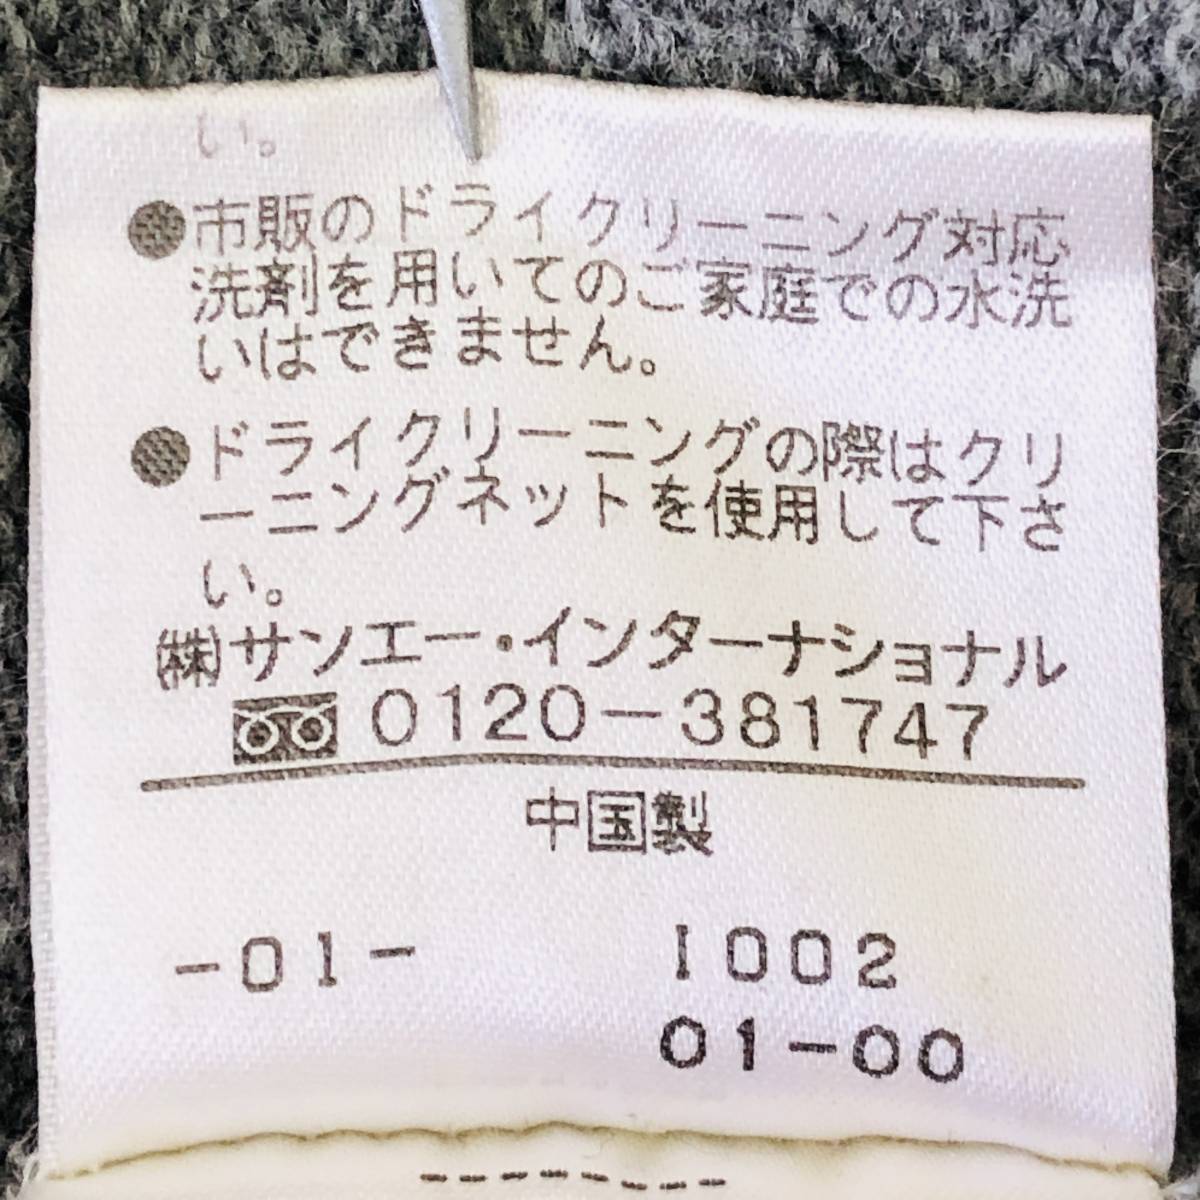 い。
●市販のドライクリーニング対応
洗剤を用いてのご家庭での水洗
いはできません。
●ドライクリーニングの際はクリ
ーニングネットを使用して下さ
い。
㈱サンエー・インターナショナル
0120-381747
中国製
-01- I002
01-00